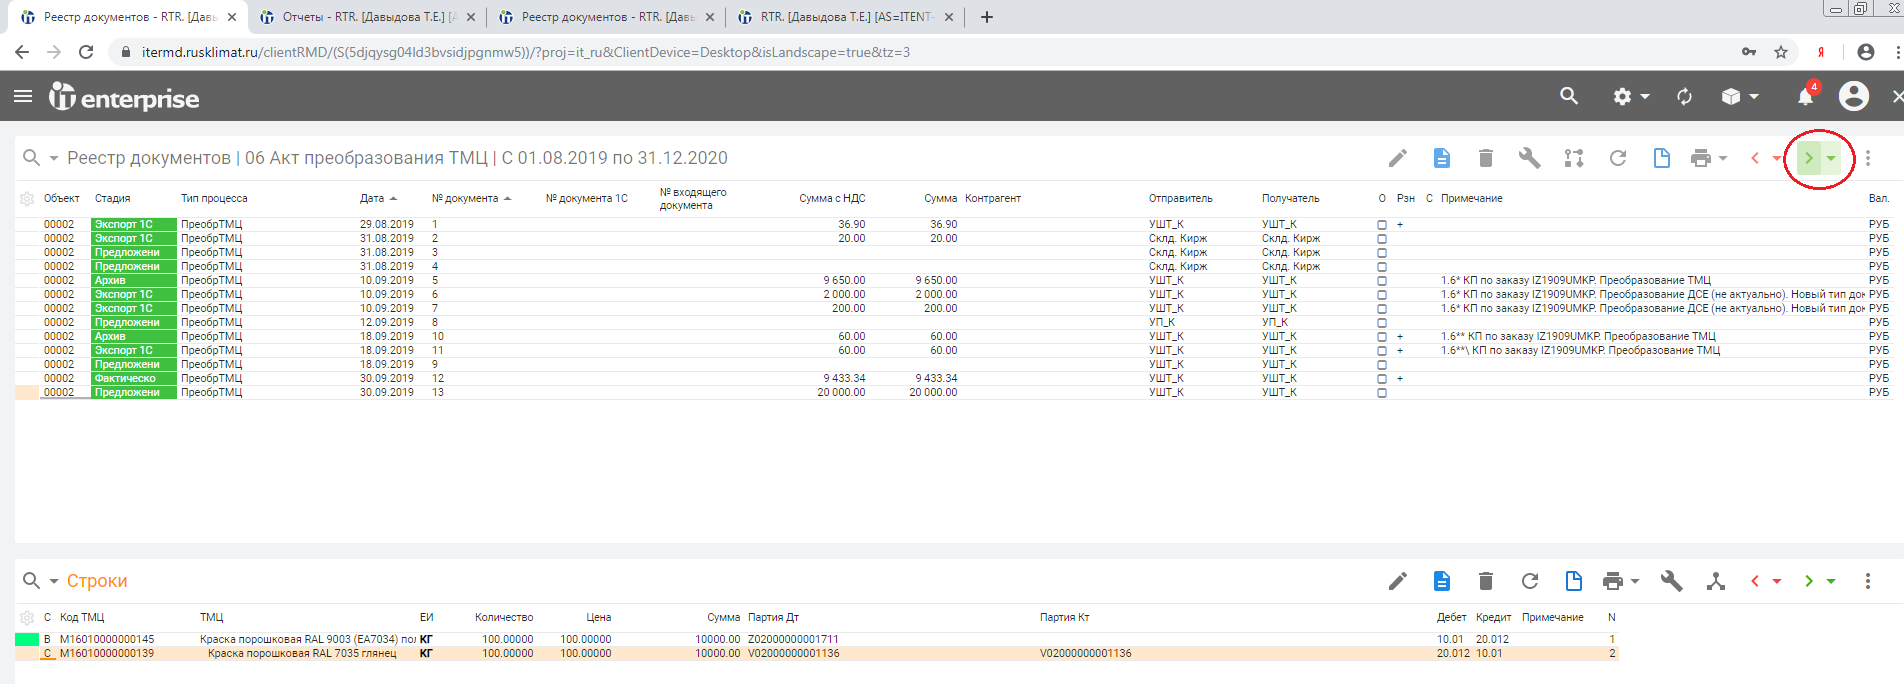 Реестр документов - RTR. [Давы
Отчеты - RTR. [Давыдова Т.Е.] [A
Реестр документов - RTR. [Давы
RTR. [Давыдова Т.Е.] [AS=ITENT-
itermd.rusklimat.ru/clientRMD/(S(5djqysg04ld3bvsidjpgnmw5))/?proj=it_ru&ClientDevice=Desktop&isLandscape=true&tz=3
Я
it enterprise
4
Реестр документов | 06 Акт преобразования ТМЦ | С 01.08.2019 по 31.12.2020
Объект Стадия Тип процесса Дата № документа № документа 1С № входящего документа Сумма с НДС Сумма Контрагент Отправитель Получатель О Рзн С Примечание Вал.
00002 Экспорт 1С ПреобрТМЦ 29.08.2019 1 36.90 36.90 УШТ_К УШТ_К + РУБ
00002 Экспорт 1С ПреобрТМЦ 31.08.2019 2 20.00 20.00 Склд. Кирж Склд. Кирж РУБ
00002 Предложени ПреобрТМЦ 31.08.2019 3 Склд. Кирж Склд. Кирж РУБ
00002 Предложени ПреобрТМЦ 31.08.2019 4 Склд. Кирж Склд. Кирж РУБ
00002 Архив ПреобрТМЦ 10.09.2019 5 9 650.00 9 650.00 УШТ_К УШТ_К 1.6* КП по заказу IZ1909UMKP. Преобразование ТМЦ РУБ
00002 Экспорт 1С ПреобрТМЦ 10.09.2019 6 2 000.00 2 000.00 УШТ_К УШТ_К 1.6* КП по заказу IZ1909UMKP. Преобразование ДСЕ (не актуально). Новый тип док РУБ
00002 Экспорт 1С ПреобрТМЦ 10.09.2019 7 200.00 200.00 УШТ_К УШТ_К 1.6* КП по заказу IZ1909UMKP. Преобразование ДСЕ (не актуально). Новый тип док РУБ
00002 Предложени ПреобрТМЦ 12.09.2019 8 УП_К УП_К РУБ
00002 Архив ПреобрТМЦ 18.09.2019 10 60.00 60.00 УШТ_К УШТ_К + 1.6** КП по заказу IZ1909UMKP. Преобразование ТМЦ РУБ
00002 Экспорт 1С ПреобрТМЦ 18.09.2019 11 60.00 60.00 УШТ_К УШТ_К + 1.6**\ КП по заказу IZ1909UMKP. Преобразование ТМЦ РУБ
00002 Предложени ПреобрТМЦ 18.09.2019 9 УШТ_К УШТ_К РУБ
00002 Фактическо ПреобрТМЦ 30.09.2019 12 9 433.34 9 433.34 УШТ_К УШТ_К + РУБ
00002 Предложени ПреобрТМЦ 30.09.2019 13 20 000.00 20 000.00 УШТ_К УШТ_К РУБ
Строки
С Код ТМЦ ТМЦ ЕИ Количество Цена Сумма Партия Дт Партия Кт Дебет Кредит Примечание N
В М16010000000145 Краска порошковая RAL 9003 (EA7034) пол КГ 100.00000 100.00000 10000.00 Z02000000001711 10.01 20.012 1
С М16010000000139 Краска порошковая RAL 7035 глянец КГ 100.00000 100.00000 10000.00 V02000000001136 V02000000001136 20.012 10.01 2